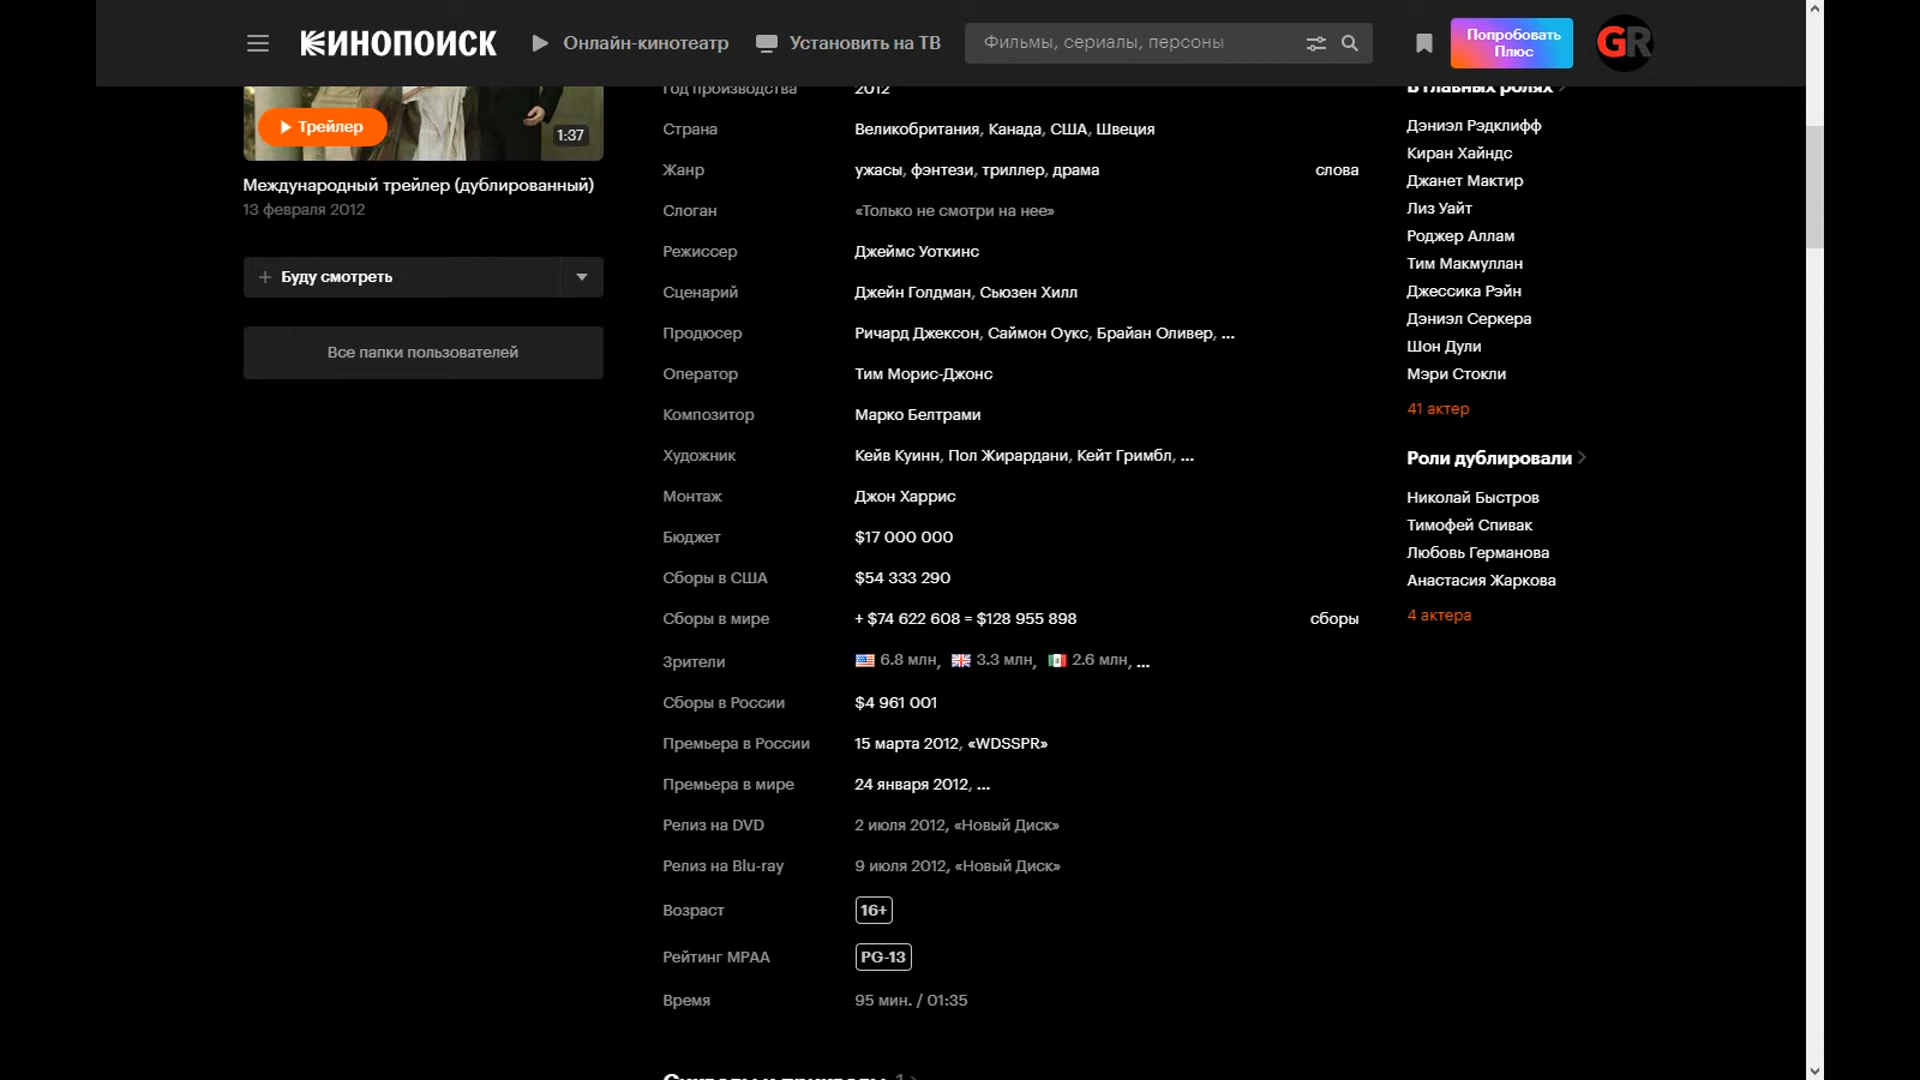 КИНОПОИСК
Онлайн-кинотеатр
Установить на ТВ
Фильмы, сериалы, персоны
Попробовать
Плюс
GR
Трейлер
1:37
Международный трейлер (дублированный)
13 февраля 2012
Буду смотреть
Все папки пользователей
Год производства 2012
Страна Великобритания, Канада, США, Швеция
Жанр ужасы, фэнтези, триллер, драма слова
Слоган «Только не смотри на нее»
Режиссер Джеймс Уоткинс
Сценарий Джейн Голдман, Сьюзен Хилл
Продюсер Ричард Джексон, Саймон Оукс, Брайан Оливер, ...
Оператор Тим Морис-Джонс
Композитор Марко Белтрами
Художник Кейв Куинн, Пол Жирардани, Кейт Гримбл, ...
Монтаж Джон Харрис
Бюджет $17 000 000
Сборы в США $54 333 290
Сборы в мире + $74 622 608 = $128 955 898 сборы
Зрители 6.8 млн, 3.3 млн, 2.6 млн, ...
Сборы в России $4 961 001
Премьера в России 15 марта 2012, «WDSSPR»
Премьера в мире 24 января 2012, ...
Релиз на DVD 2 июля 2012, «Новый Диск»
Релиз на Blu-ray 9 июля 2012, «Новый Диск»
Возраст 16+
Рейтинг MPAA PG-13
Время 95 мин. / 01:35
В главных ролях
Дэниэл Рэдклифф
Киран Хайндс
Джанет Мактир
Лиз Уайт
Роджер Аллам
Тим Макмуллан
Джессика Рэйн
Дэниэл Серкера
Шон Дули
Мэри Стокли
41 актер
Роли дублировали
Николай Быстров
Тимофей Спивак
Любовь Германова
Анастасия Жаркова
4 актера